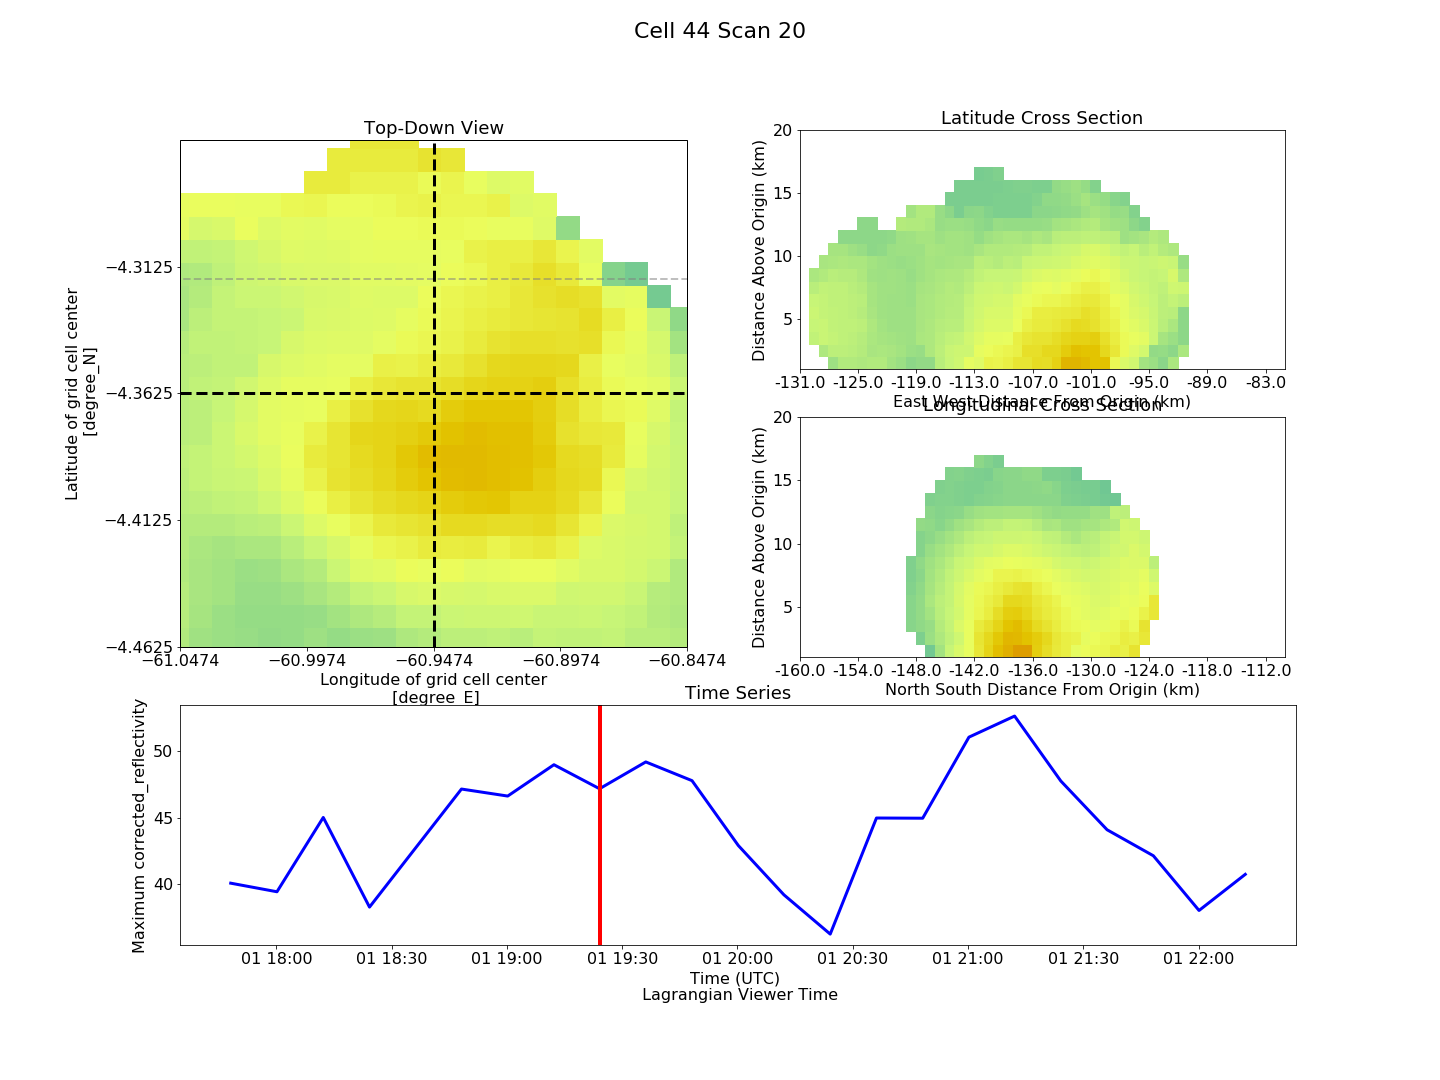 Cell 44 Scan 20
Top-Down View
Latitude of grid cell center
[degree_N]
−4.3125
−4.3625
−4.4125
−4.4625
−61.0474 −60.9974 −60.9474 −60.8974 −60.8474
Longitude of grid cell center
[degree_E]
Latitude Cross Section
Distance Above Origin (km)
20
15
10
5
-131.0 -125.0 -119.0 -113.0 -107.0 -101.0 -95.0 -89.0 -83.0
East West Distance From Origin (km)
Longitudinal Cross Section
Distance Above Origin (km)
20
15
10
5
-160.0 -154.0 -148.0 -142.0 -136.0 -130.0 -124.0 -118.0 -112.0
North South Distance From Origin (km)
Time Series
Maximum corrected_reflectivity
50
45
40
01 18:00 01 18:30 01 19:00 01 19:30 01 20:00 01 20:30 01 21:00 01 21:30 01 22:00
Time (UTC)
Lagrangian Viewer Time